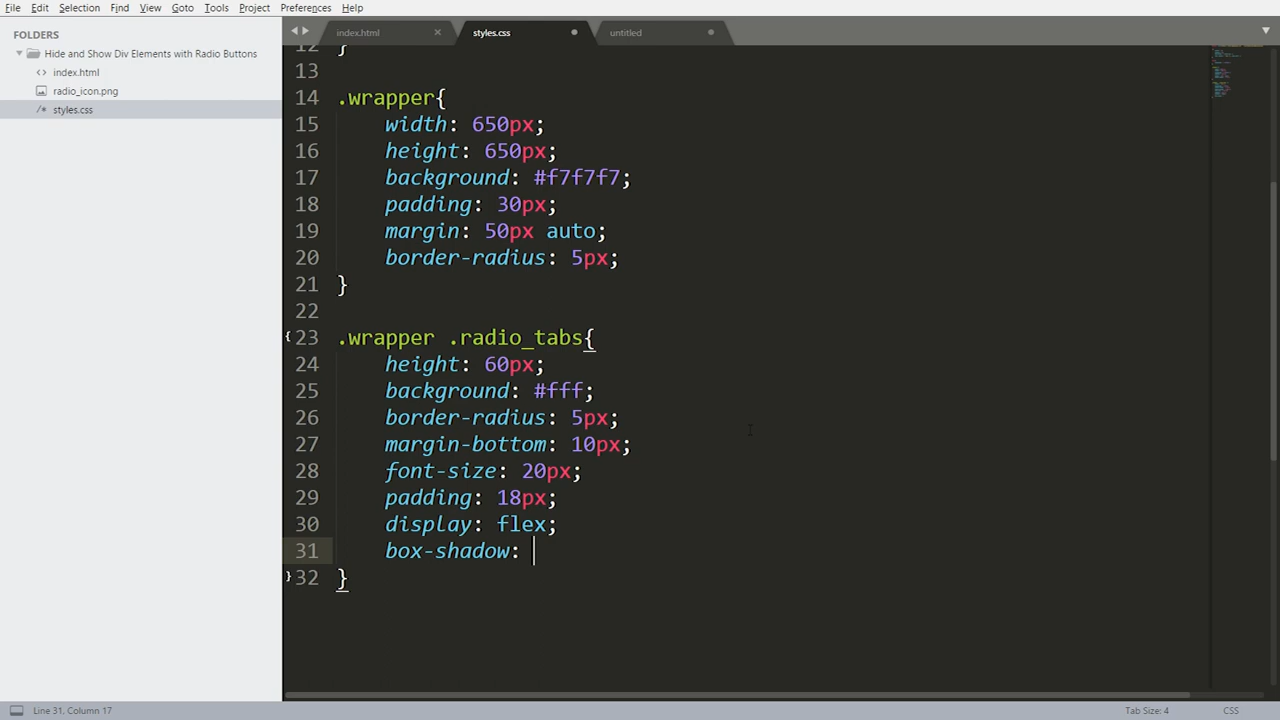 File Edit Selection Find View Goto Tools Project Preferences Help
FOLDERS
Hide and Show Div Elements with Radio Buttons
<> index.html
radio_icon.png
/* styles.css
index.html × styles.css untitled
12 }
13
14 .wrapper{
15 width: 650px;
16 height: 650px;
17 background: #f7f7f7;
18 padding: 30px;
19 margin: 50px auto;
20 border-radius: 5px;
21 }
22
23 .wrapper .radio_tabs{
24 height: 60px;
25 background: #fff;
26 border-radius: 5px;
27 margin-bottom: 10px;
28 font-size: 20px;
29 padding: 18px;
30 display: flex;
31 box-shadow:
32 }
Line 31, Column 17 Tab Size: 4 CSS